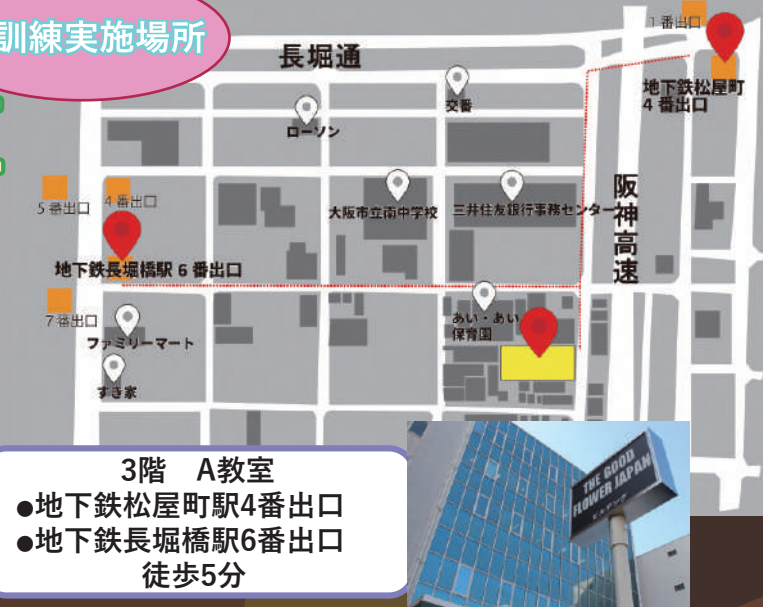 訓練実施場所
長堀通
1番出口
地下鉄松屋町
4番出口
交番
ローソン
5番出口
4番出口
大阪市立南中学校
三井住友銀行事務センター
阪神高速
地下鉄長堀橋駅6番出口
7番出口
ファミリーマート
あい・あい
保育園
すき家
3階 A教室
●地下鉄松屋町駅4番出口
●地下鉄長堀橋駅6番出口
徒歩5分
THE GOOD
FLOWER JAPAN